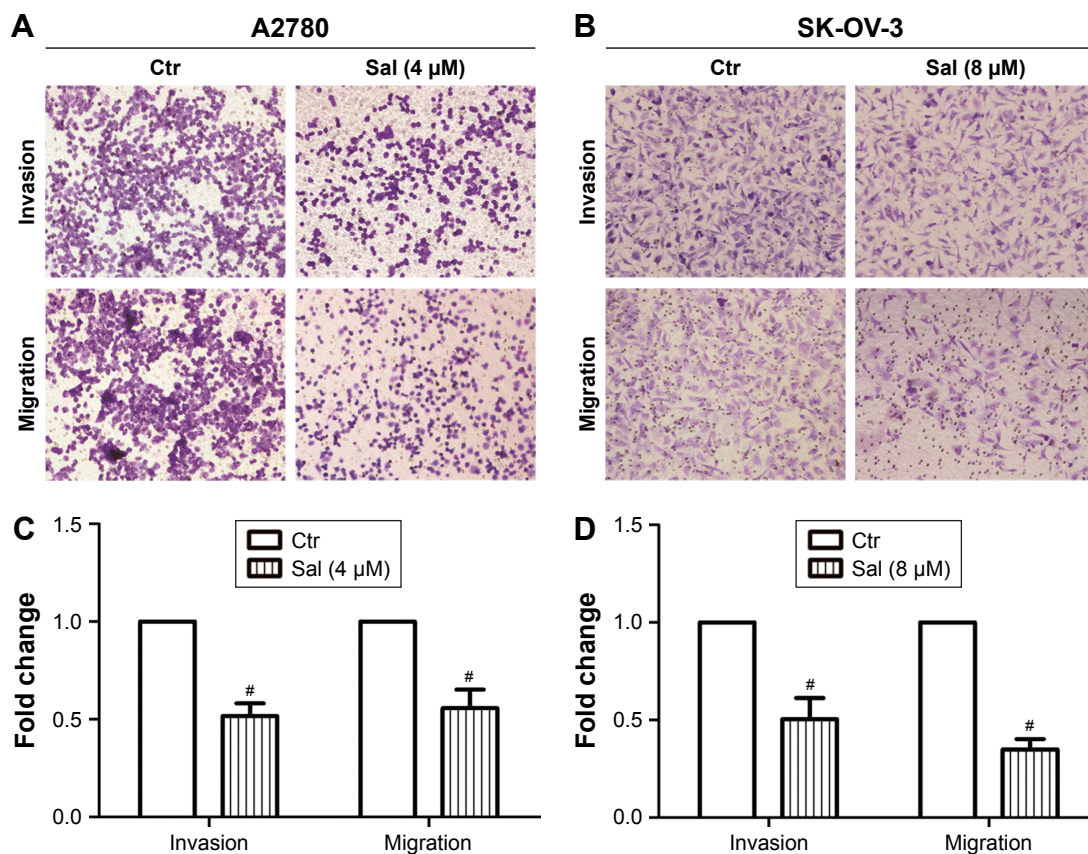 A
A2780
Ctr
Sal (4 µM)
Invasion
Migration
B
SK-OV-3
Ctr
Sal (8 µM)
Invasion
Migration
C
Fold change
1.5
1.0
0.5
0.0
Ctr
Sal (4 µM)
#
#
Invasion
Migration
D
Fold change
1.5
1.0
0.5
0.0
Ctr
Sal (8 µM)
#
#
Invasion
Migration